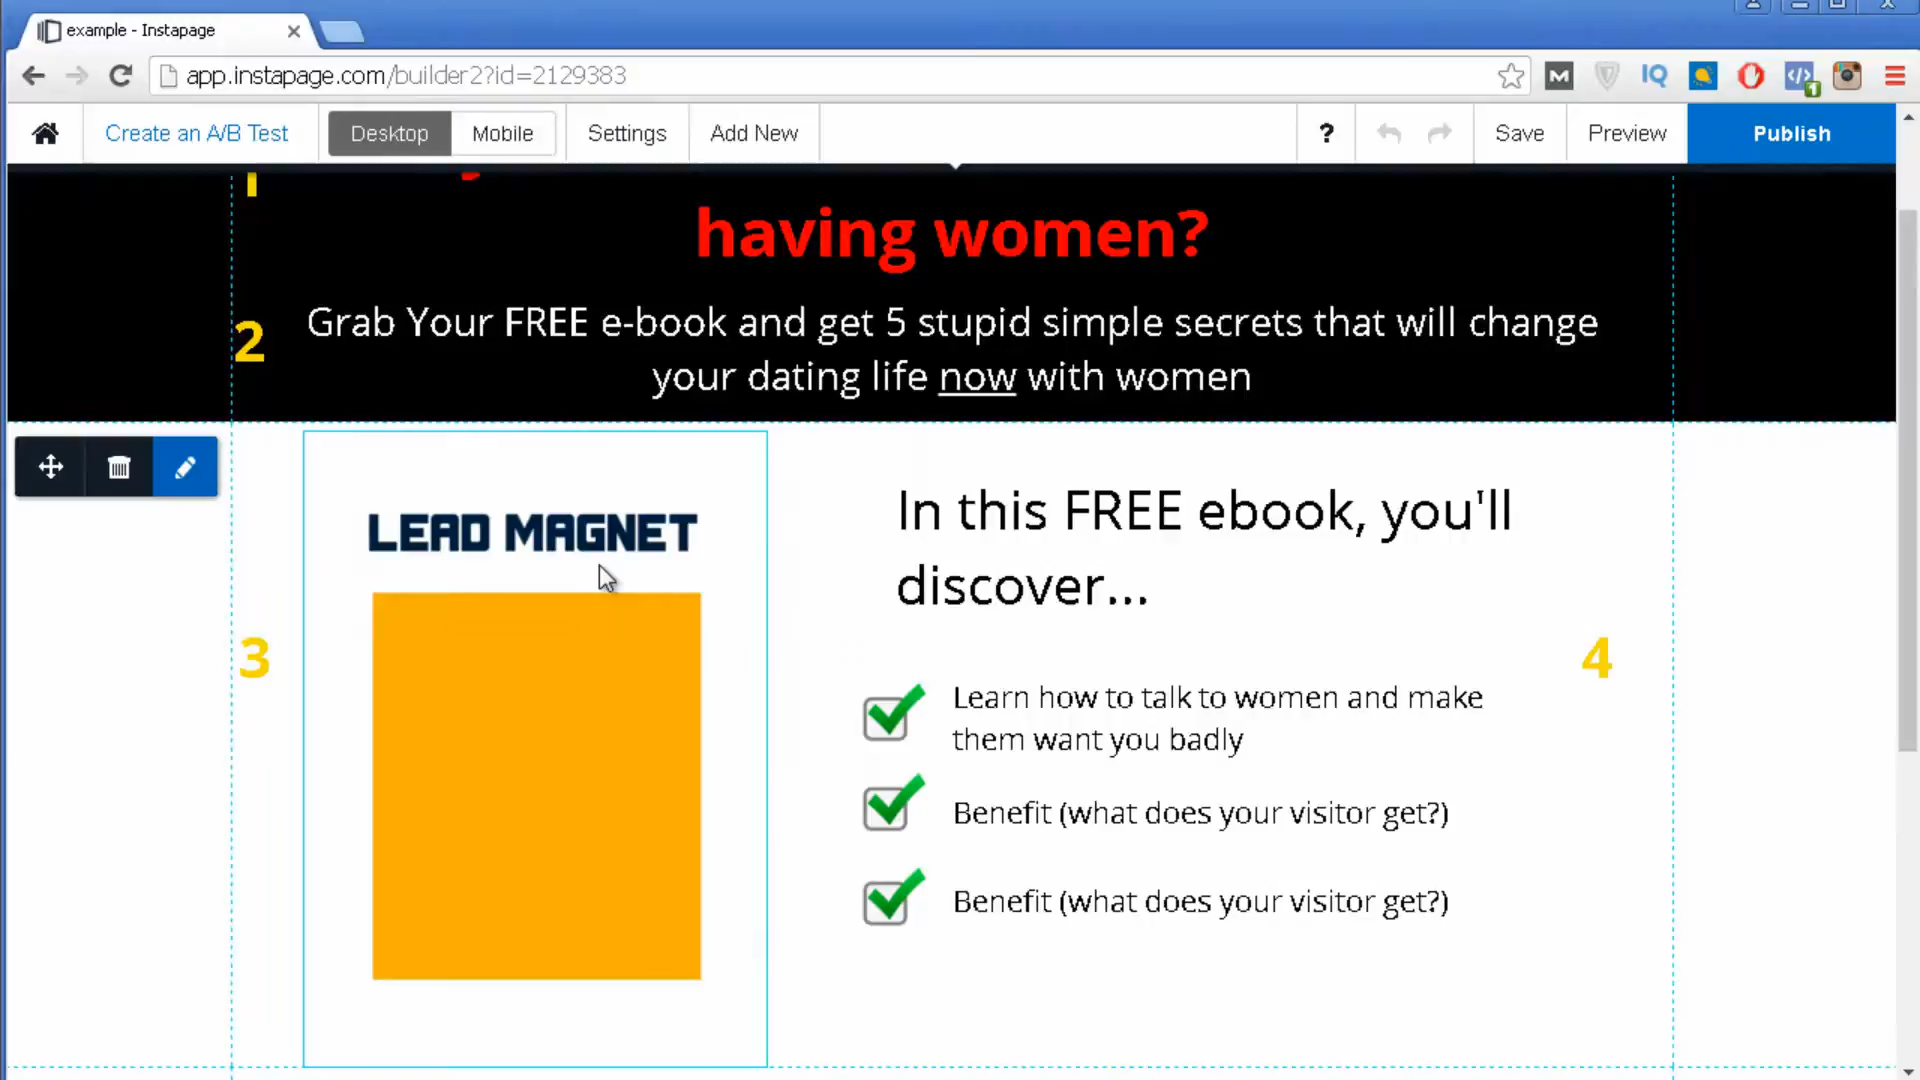 example - Instapage
app.instapage.com/builder2?id=2129383
IQ
1
Create an A/B Test
Desktop
Mobile
Settings
Add New
?
Save
Preview
Publish
1
having women?
2
Grab Your FREE e-book and get 5 stupid simple secrets that will change
your dating life now with women
LEAD MAGNET
In this FREE ebook, you'll
discover...
3
4
Learn how to talk to women and make
them want you badly
Benefit (what does your visitor get?)
Benefit (what does your visitor get?)